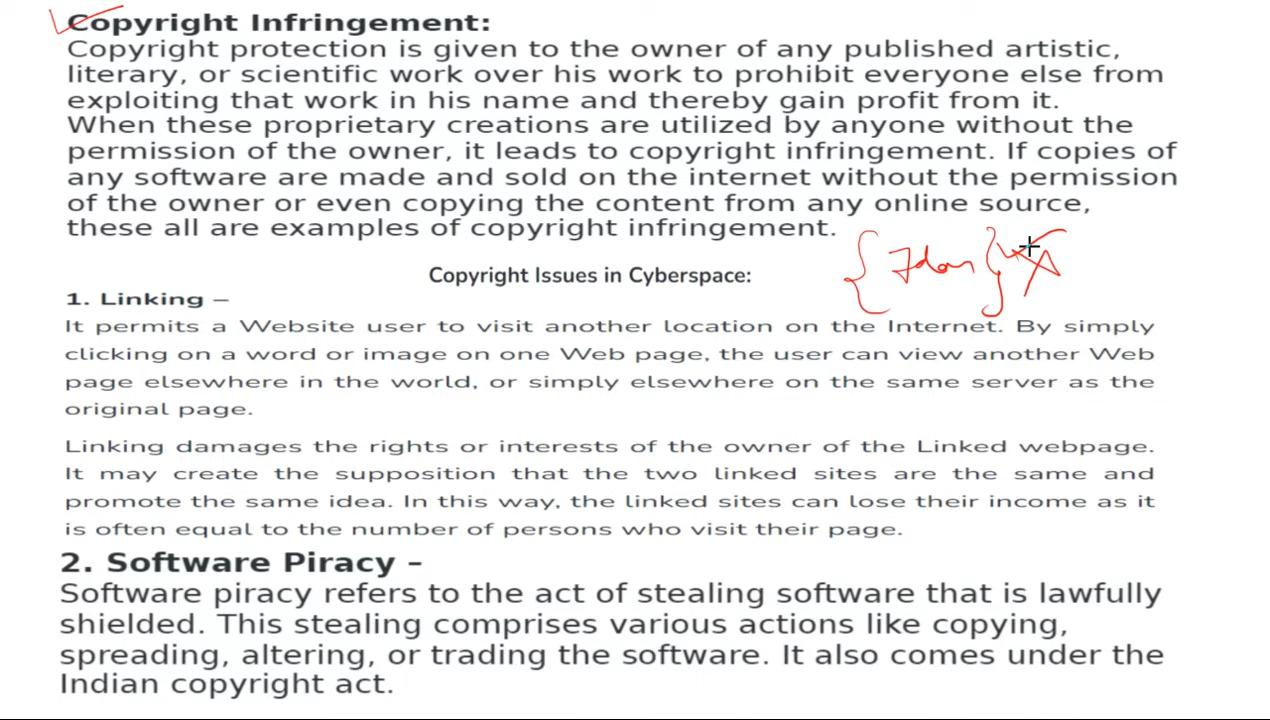 Copyright Infringement:
Copyright protection is given to the owner of any published artistic,
literary, or scientific work over his work to prohibit everyone else from
exploiting that work in his name and thereby gain profit from it.
When these proprietary creations are utilized by anyone without the
permission of the owner, it leads to copyright infringement. If copies of
any software are made and sold on the internet without the permission
of the owner or even copying the content from any online source,
these all are examples of copyright infringement.
Copyright Issues in Cyberspace:
1. Linking –
It permits a Website user to visit another location on the Internet. By simply
clicking on a word or image on one Web page, the user can view another Web
page elsewhere in the world, or simply elsewhere on the same server as the
original page.
Linking damages the rights or interests of the owner of the Linked webpage.
It may create the supposition that the two linked sites are the same and
promote the same idea. In this way, the linked sites can lose their income as it
is often equal to the number of persons who visit their page.
2. Software Piracy –
Software piracy refers to the act of stealing software that is lawfully
shielded. This stealing comprises various actions like copying,
spreading, altering, or trading the software. It also comes under the
Indian copyright act.